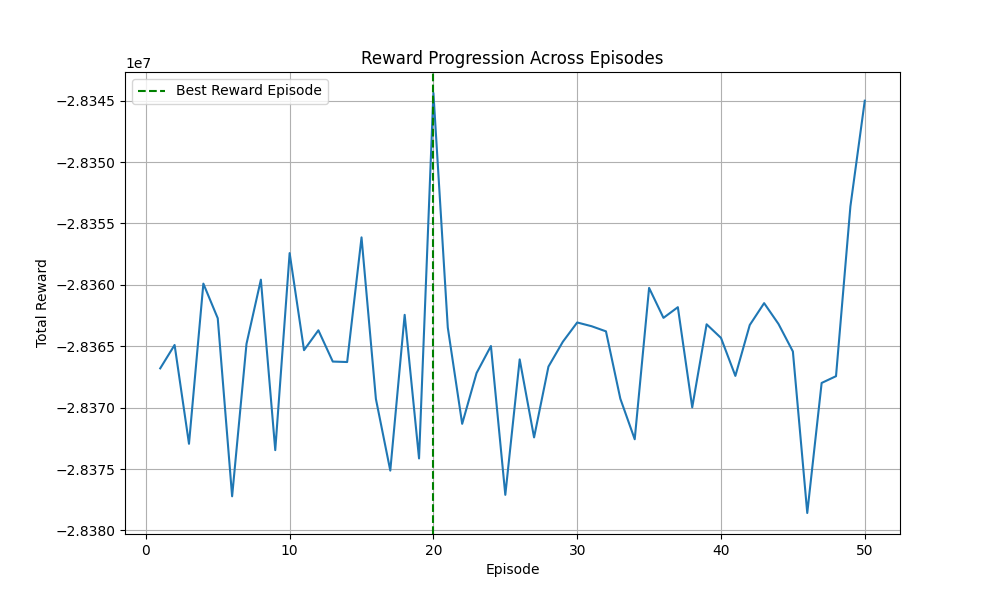 Reward Progression Across Episodes
1e7
Best Reward Episode
−2.8345
−2.8350
−2.8355
−2.8360
−2.8365
−2.8370
−2.8375
−2.8380
Total Reward
0 10 20 30 40 50
Episode